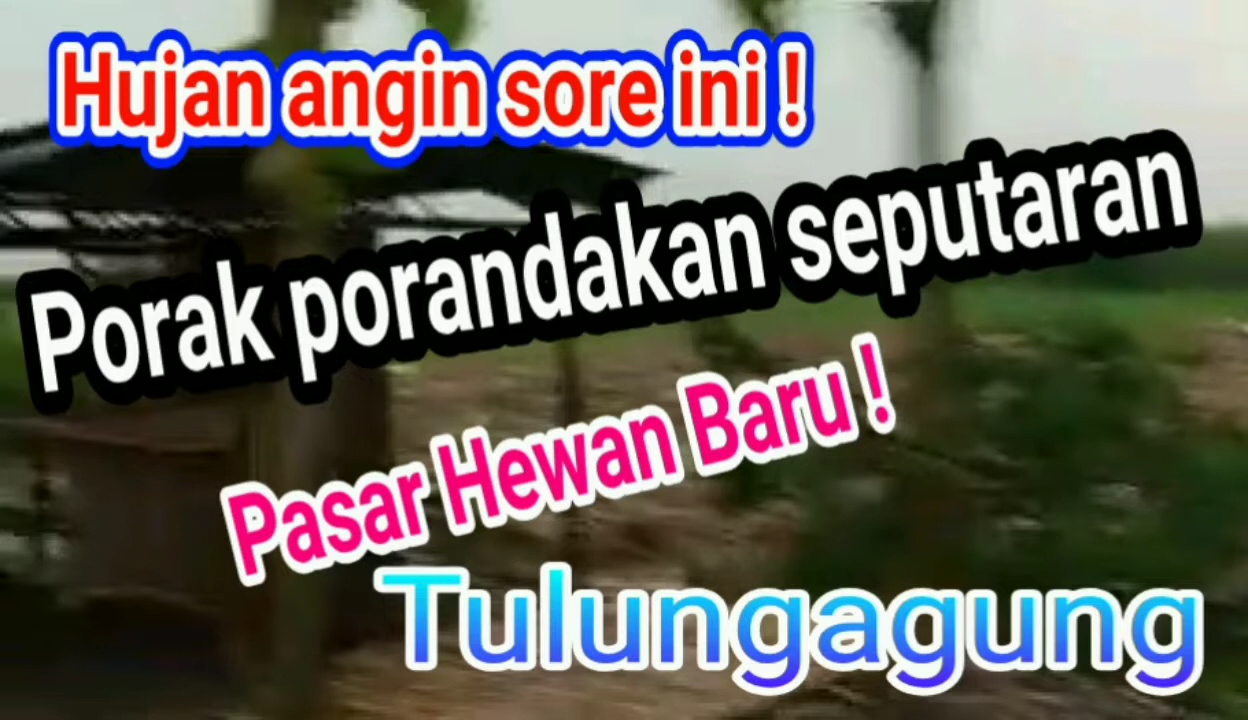 Hujan angin sore ini !
Porak porandakan seputaran
Pasar Hewan Baru !
Tulungagung